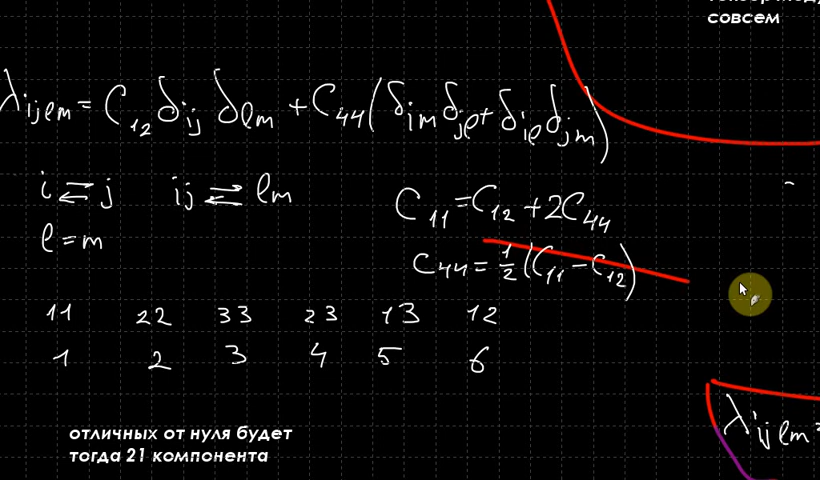 совсем
λijlm = C12 δij δlm + C44 ( δim δjl + δil δjm )
i ⇄ j ij ⇄ lm
C11 = C12 + 2C44
l = m
C44 = 1/2 ( C11 − C12 )
11 22 33 23 13 12
1 2 3 4 5 6
λijlm =
отличных от нуля будет
тогда 21 компонента